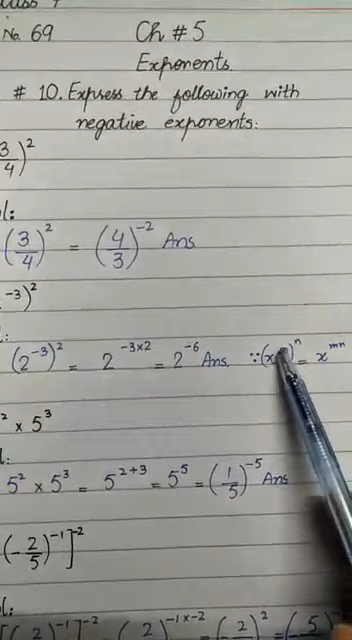 No. 69 Ch # 5
Exponents.
# 10. Express the following with
negative exponents:
3/4)²
(3/4)² = (4/3)⁻² Ans
⁻³)²
(2⁻³)² = 2⁻³ˣ² = 2⁻⁶ Ans. ∵ (x )ⁿ = xᵐⁿ
² × 5³
5² × 5³ = 5²⁺³ = 5⁵ = (1/5)⁻⁵ Ans
(-2/5)⁻¹]⁻²